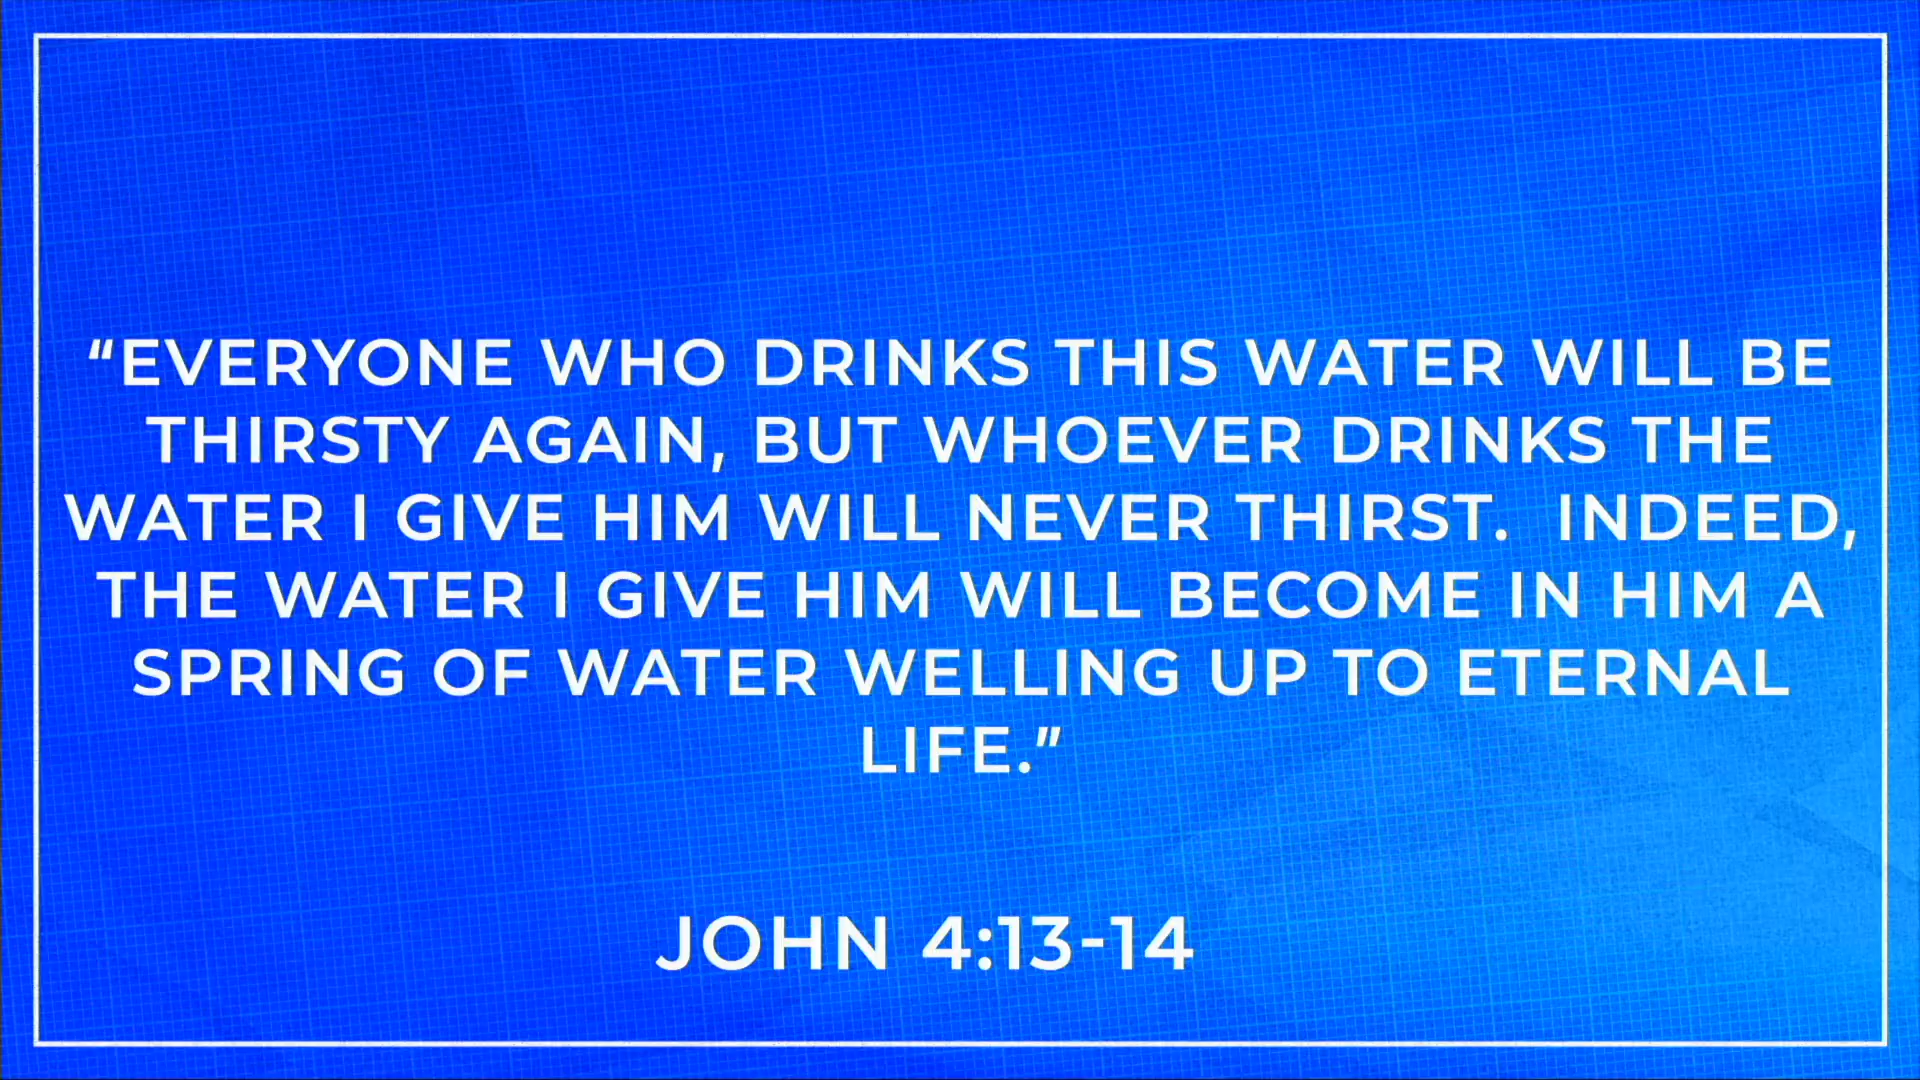 “EVERYONE WHO DRINKS THIS WATER WILL BE
THIRSTY AGAIN, BUT WHOEVER DRINKS THE
WATER I GIVE HIM WILL NEVER THIRST.  INDEED,
THE WATER I GIVE HIM WILL BECOME IN HIM A
SPRING OF WATER WELLING UP TO ETERNAL
LIFE.”
JOHN 4:13-14